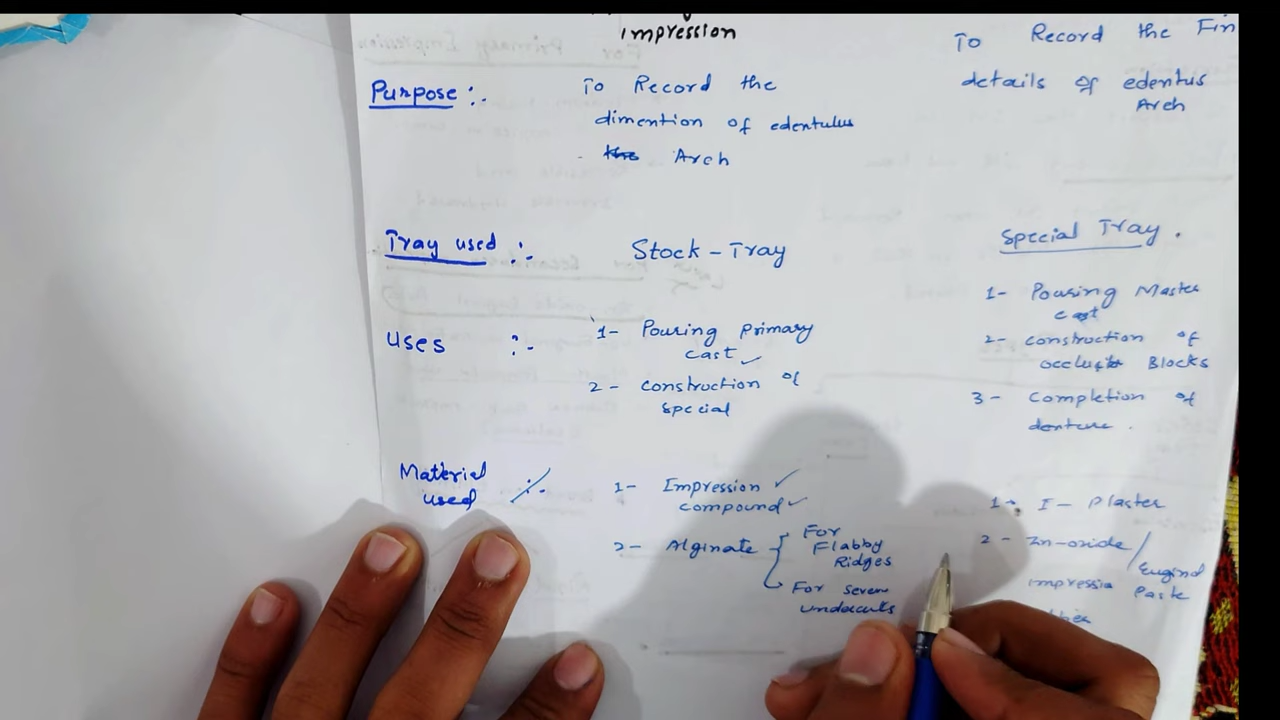 impression
To Record the Fin
Purpose :-
To Record the
dimention of edentulus
Arch
details of edentus
Arch
Tray used :-
Stock - Tray
Special Tray .
Uses :-
1- Pouring primary
cast
2- construction of
special
1- Pouring Master
cast
2- construction of
Blocks
3- Completion of
denture .
Material
used :-
1- Impression
compound
2- Alginate
For
Flabby
Ridges
For severe
undercuts
1- I - Plaster
2- Zn-oxide /
Euginol
impressia Paste